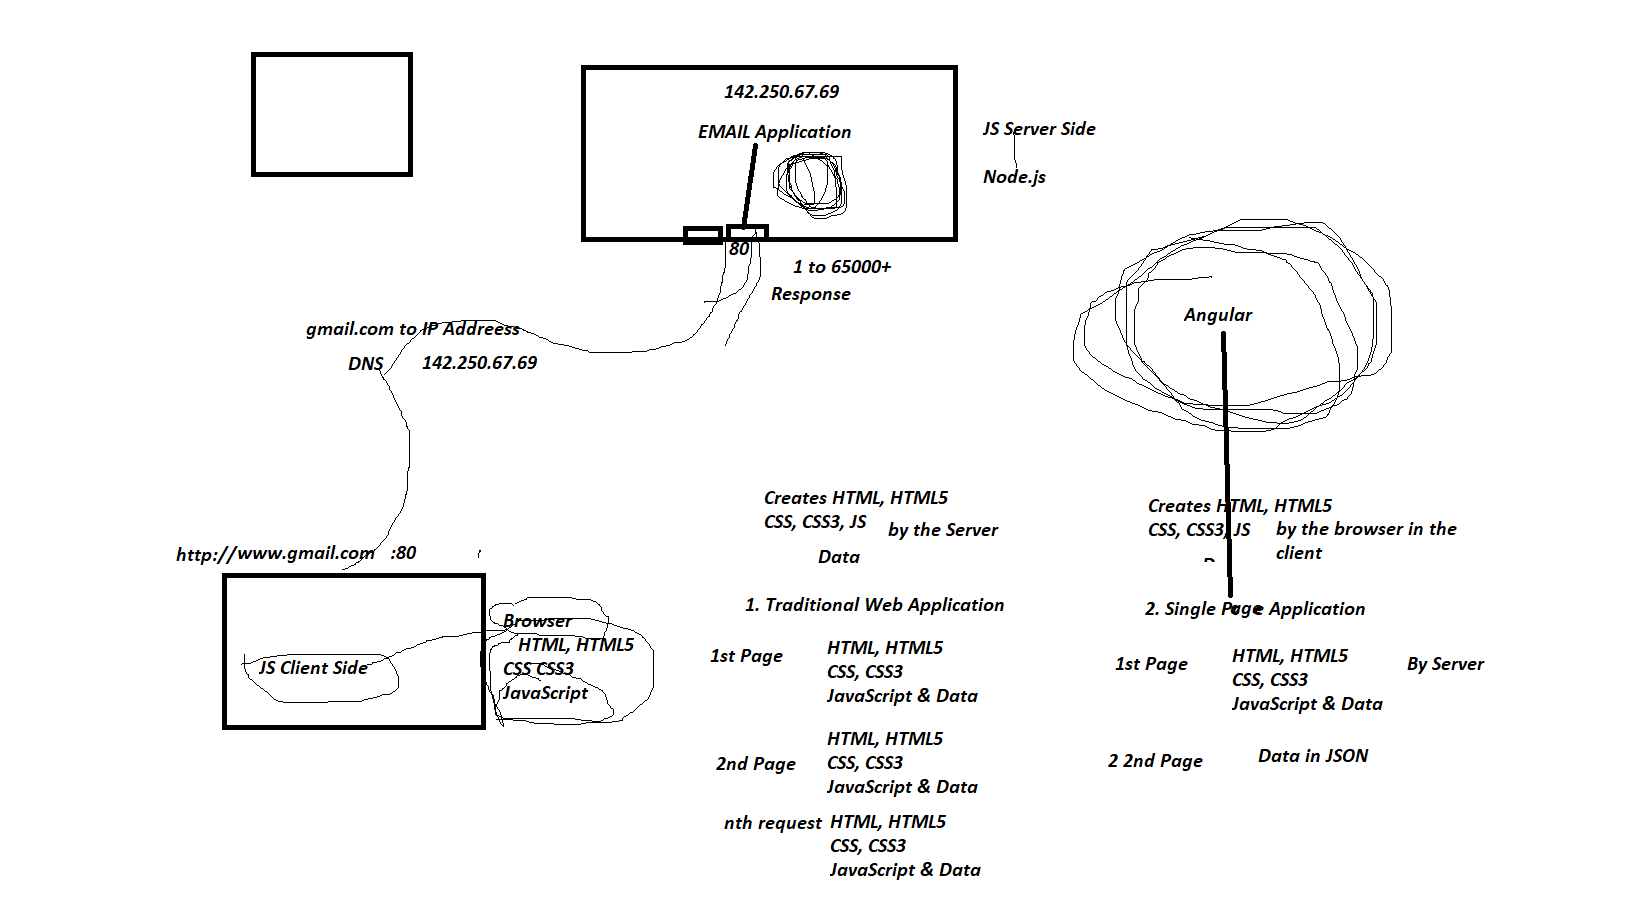 142.250.67.69
EMAIL Application
JS Server Side
Node.js
80
1 to 65000+
Response
gmail.com to IP Addreess
DNS 142.250.67.69
Angular
http://www.gmail.com :80
Browser
HTML, HTML5
CSS CSS3
JavaScript
JS Client Side
Creates HTML, HTML5
CSS, CSS3, JS by the Server
Data
1. Traditional Web Application
1st Page
HTML, HTML5
CSS, CSS3
JavaScript & Data
2nd Page
HTML, HTML5
CSS, CSS3
JavaScript & Data
nth request
HTML, HTML5
CSS, CSS3
JavaScript & Data
Creates HTML, HTML5
CSS, CSS3, JS by the browser in the
client
2. Single Page Application
1st Page
HTML, HTML5
CSS, CSS3
JavaScript & Data
By Server
2 2nd Page Data in JSON